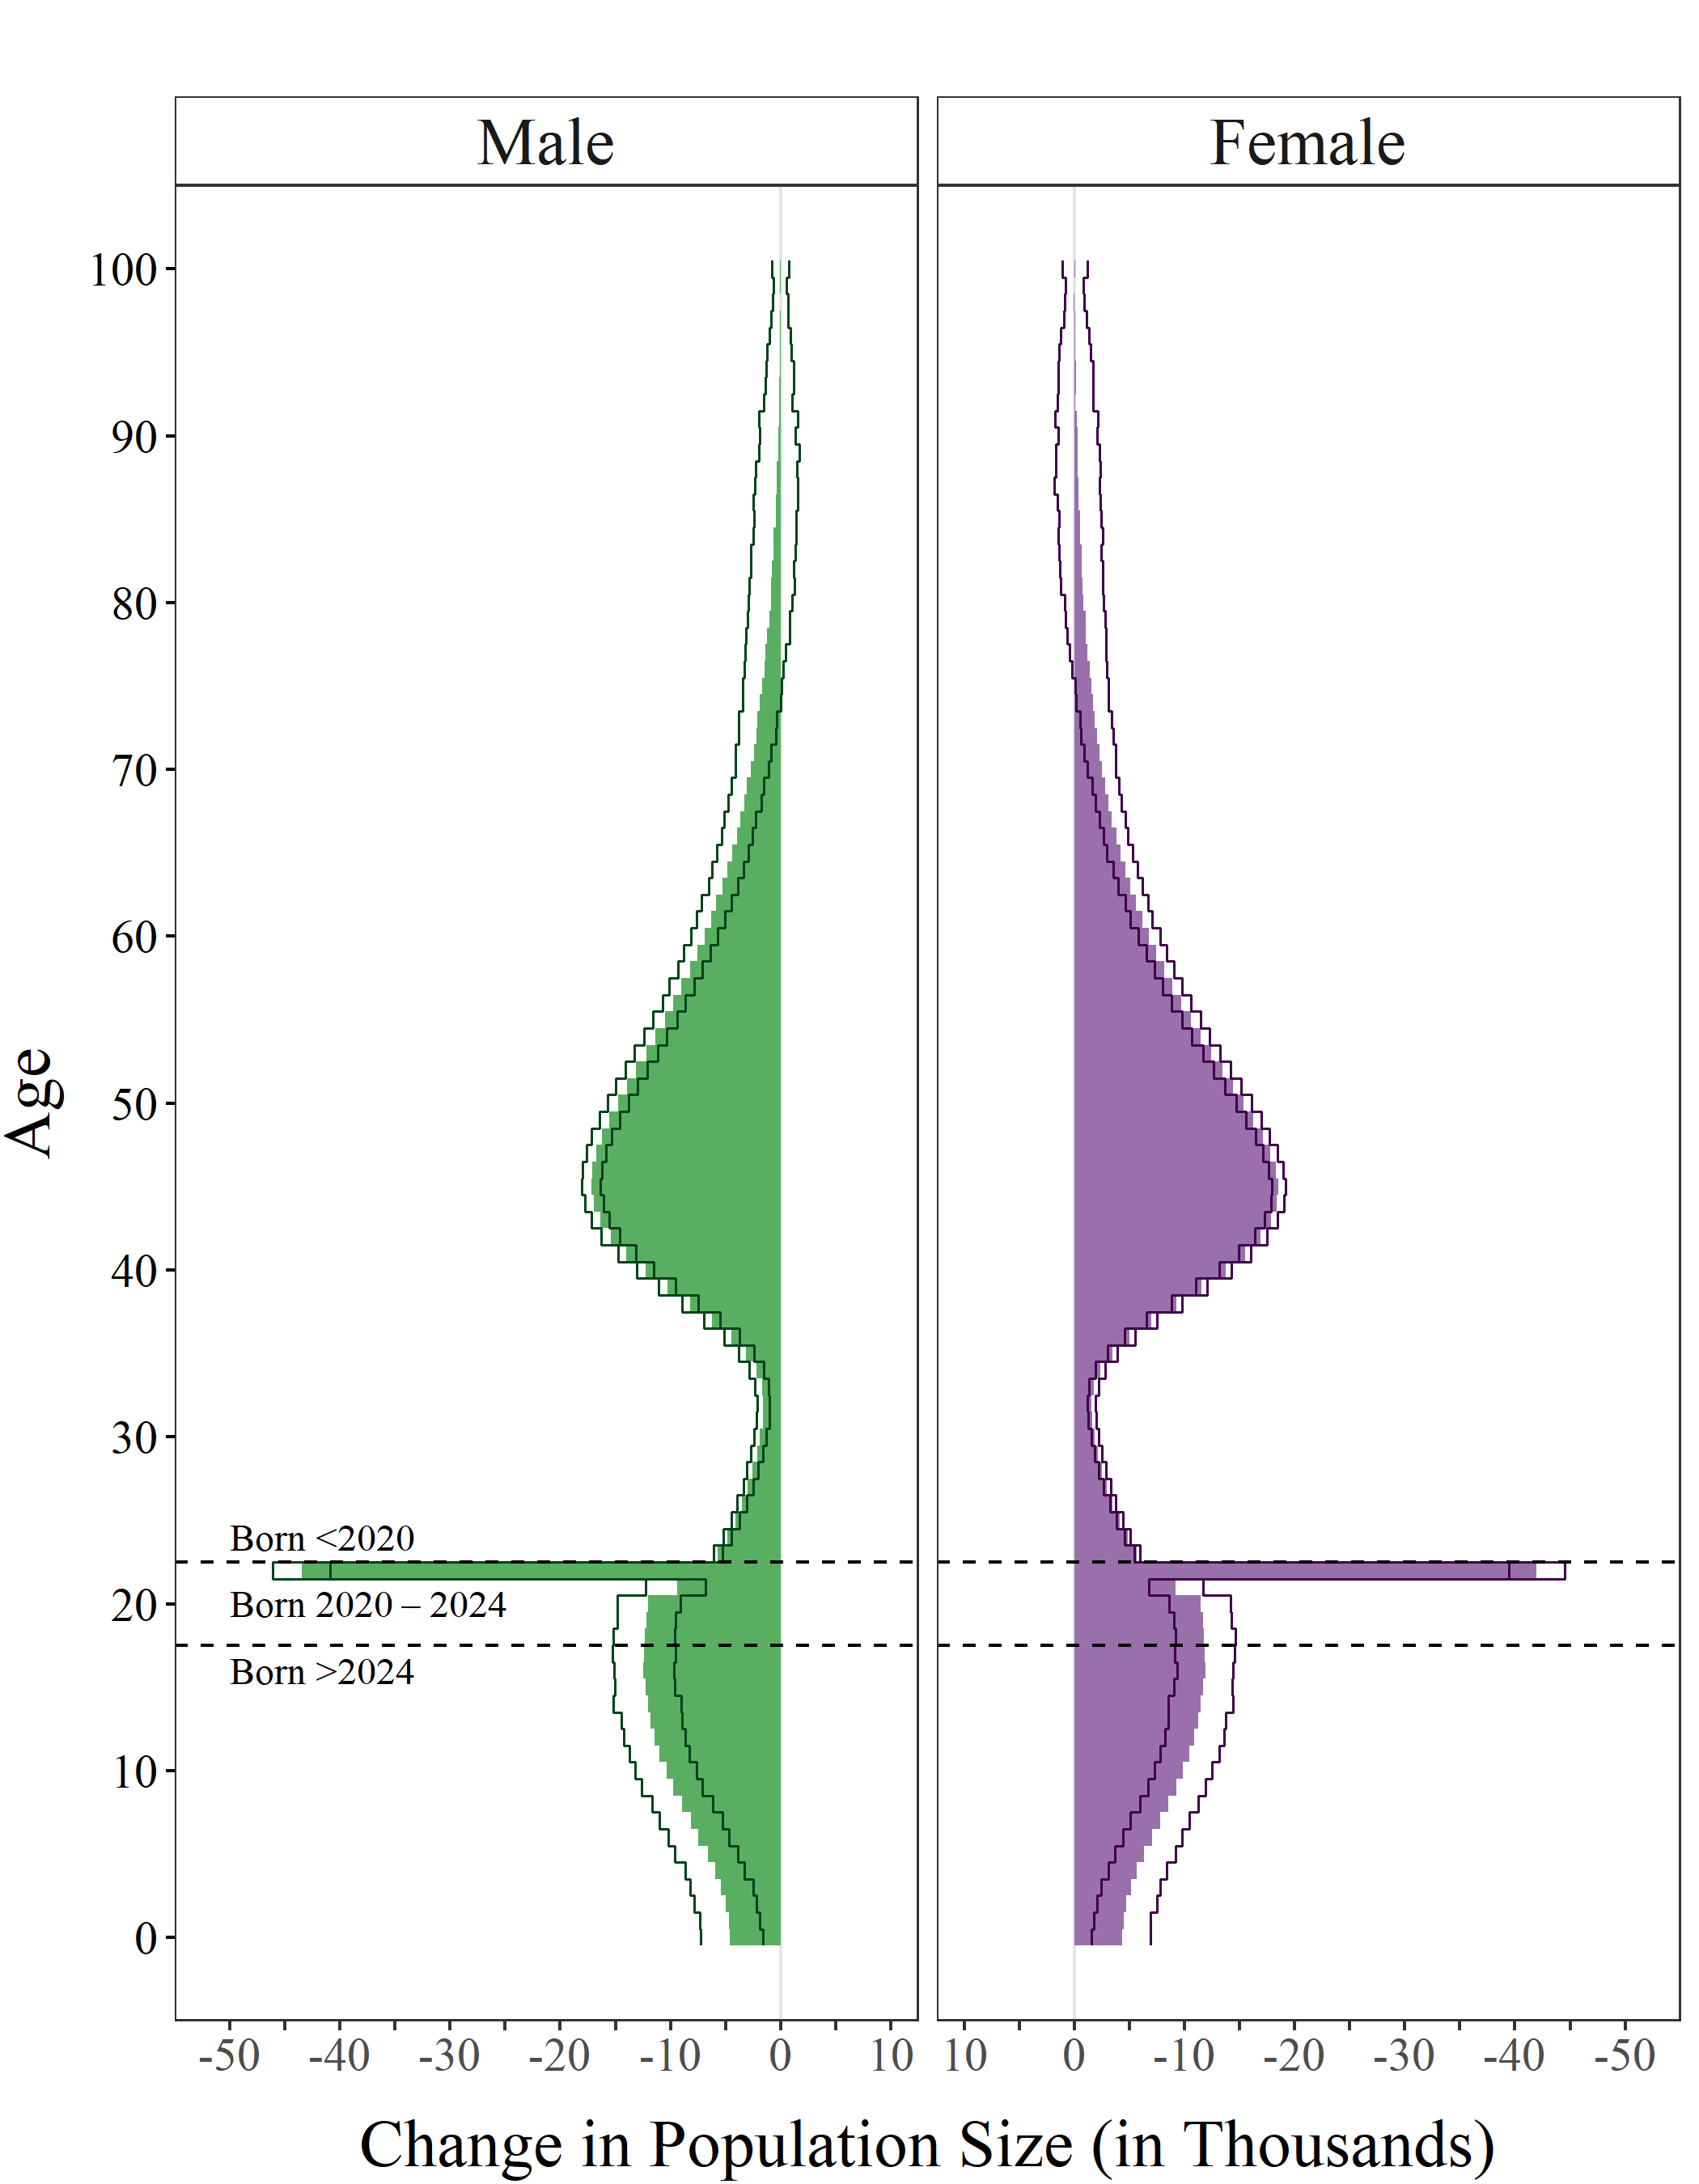 Male
Female
100
90
80
70
60
50
40
30
20
10
0
Age
Born <2020
Born 2020 – 2024
Born >2024
-50 -40 -30 -20 -10 0 10
10 0 -10 -20 -30 -40 -50
Change in Population Size (in Thousands)